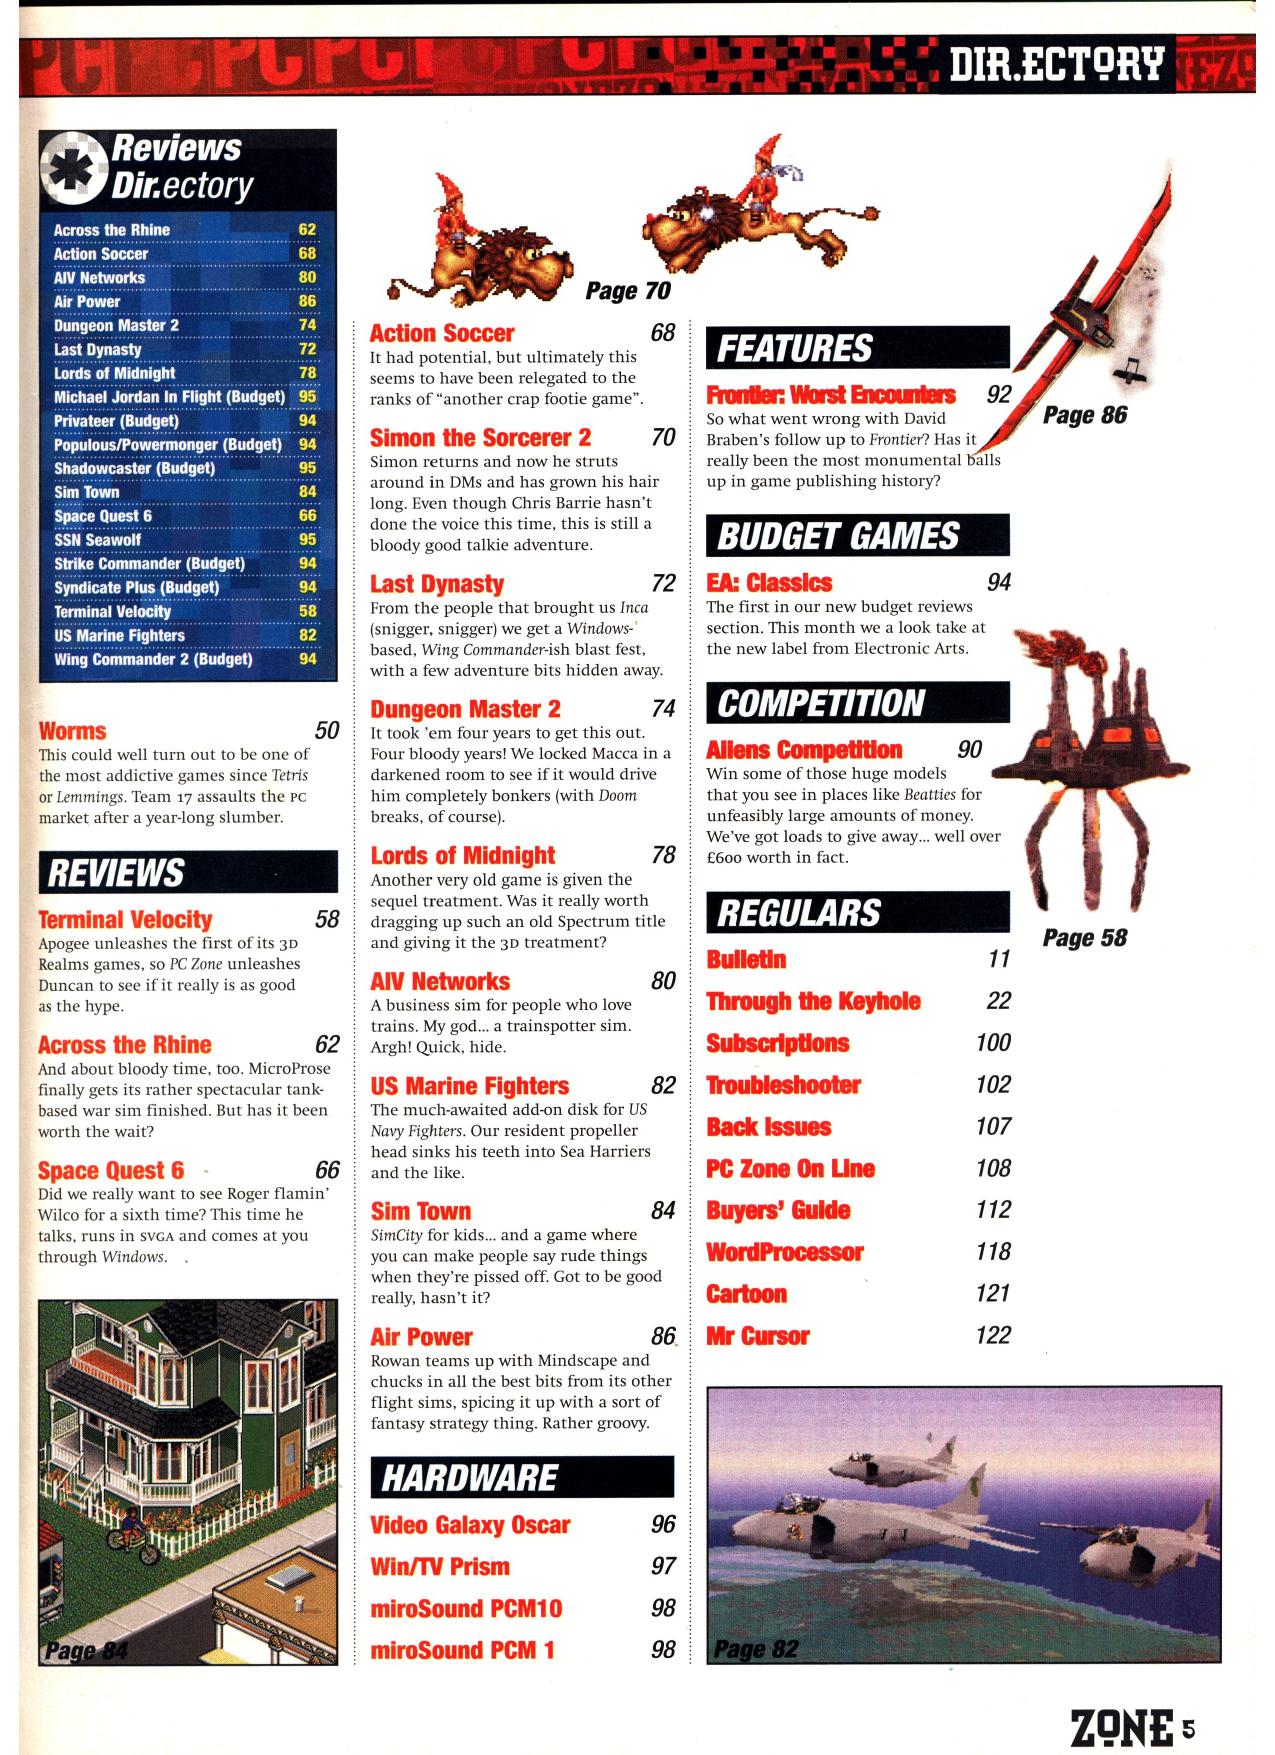 DIR.ECTORY
Reviews
Dir.ectory
Across the Rhine 62
Action Soccer 68
AIV Networks 80
Air Power 86
Dungeon Master 2 74
Last Dynasty 72
Lords of Midnight 78
Michael Jordan In Flight (Budget) 95
Privateer (Budget) 94
Populous/Powermonger (Budget) 94
Shadowcaster (Budget) 95
Sim Town 84
Space Quest 6 66
SSN Seawolf 95
Strike Commander (Budget) 94
Syndicate Plus (Budget) 94
Terminal Velocity 58
US Marine Fighters 82
Wing Commander 2 (Budget) 94
Worms 50
This could well turn out to be one of
the most addictive games since Tetris
or Lemmings. Team 17 assaults the PC
market after a year-long slumber.
REVIEWS
Terminal Velocity 58
Apogee unleashes the first of its 3D
Realms games, so PC Zone unleashes
Duncan to see if it really is as good
as the hype.
Across the Rhine 62
And about bloody time, too. MicroProse
finally gets its rather spectacular tank-
based war sim finished. But has it been
worth the wait?
Space Quest 6 66
Did we really want to see Roger flamin'
Wilco for a sixth time? This time he
talks, runs in SVGA and comes at you
through Windows.
Page 84
Page 70
Action Soccer 68
It had potential, but ultimately this
seems to have been relegated to the
ranks of “another crap footie game”.
Simon the Sorcerer 2 70
Simon returns and now he struts
around in DMs and has grown his hair
long. Even though Chris Barrie hasn't
done the voice this time, this is still a
bloody good talkie adventure.
Last Dynasty 72
From the people that brought us Inca
(snigger, snigger) we get a Windows-
based, Wing Commander-ish blast fest,
with a few adventure bits hidden away.
Dungeon Master 2 74
It took 'em four years to get this out.
Four bloody years! We locked Macca in a
darkened room to see if it would drive
him completely bonkers (with Doom
breaks, of course).
Lords of Midnight 78
Another very old game is given the
sequel treatment. Was it really worth
dragging up such an old Spectrum title
and giving it the 3D treatment?
AIV Networks 80
A business sim for people who love
trains. My god... a trainspotter sim.
Argh! Quick, hide.
US Marine Fighters 82
The much-awaited add-on disk for US
Navy Fighters. Our resident propeller
head sinks his teeth into Sea Harriers
and the like.
Sim Town 84
SimCity for kids... and a game where
you can make people say rude things
when they're pissed off. Got to be good
really, hasn't it?
Air Power 86
Rowan teams up with Mindscape and
chucks in all the best bits from its other
flight sims, spicing it up with a sort of
fantasy strategy thing. Rather groovy.
HARDWARE
Video Galaxy Oscar 96
Win/TV Prism 97
miroSound PCM10 98
miroSound PCM 1 98
FEATURES
Frontier: Worst Encounters 92
So what went wrong with David
Braben's follow up to Frontier? Has it
really been the most monumental balls
up in game publishing history?
Page 86
BUDGET GAMES
EA: Classics 94
The first in our new budget reviews
section. This month we a look take at
the new label from Electronic Arts.
COMPETITION
Aliens Competition 90
Win some of those huge models
that you see in places like Beatties for
unfeasibly large amounts of money.
We've got loads to give away... well over
£600 worth in fact.
Page 58
REGULARS
Bulletin 11
Through the Keyhole 22
Subscriptions 100
Troubleshooter 102
Back Issues 107
PC Zone On Line 108
Buyers' Guide 112
WordProcessor 118
Cartoon 121
Mr Cursor 122
Page 82
ZONE 5